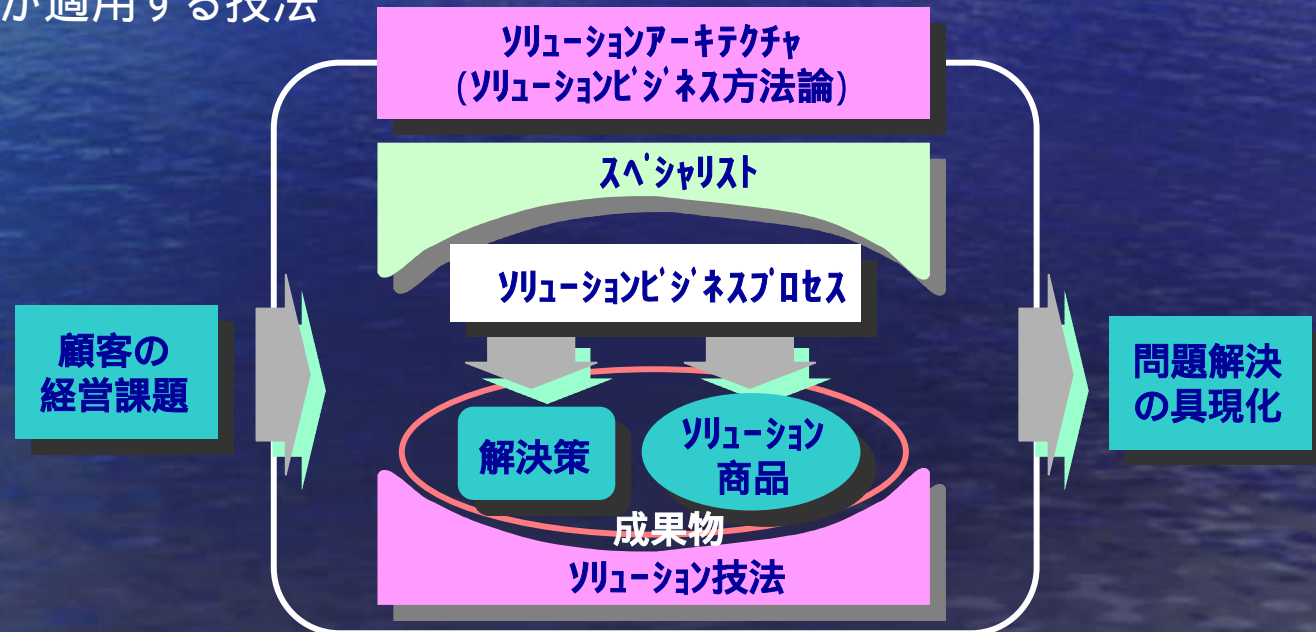 が適用する技法
ｿﾘｭｰｼｮﾝｱｰｷﾃｸﾁｬ
(ｿﾘｭｰｼｮﾝﾋﾞｼﾞﾈｽ方法論)
ｽﾍﾟｼｬﾘｽﾄ
ｿﾘｭｰｼｮﾝﾋﾞｼﾞﾈｽﾌﾟﾛｾｽ
顧客の
経営課題
問題解決
の具現化
解決策
ｿﾘｭｰｼｮﾝ
商品
成果物
ｿﾘｭｰｼｮﾝ技法